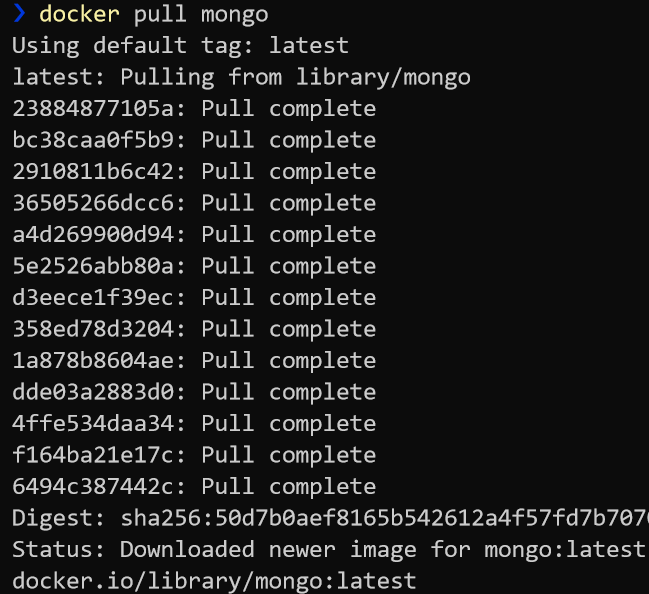 ❯ docker pull mongo
Using default tag: latest
latest: Pulling from library/mongo
23884877105a: Pull complete
bc38caa0f5b9: Pull complete
2910811b6c42: Pull complete
36505266dcc6: Pull complete
a4d269900d94: Pull complete
5e2526abb80a: Pull complete
d3eece1f39ec: Pull complete
358ed78d3204: Pull complete
1a878b8604ae: Pull complete
dde03a2883d0: Pull complete
4ffe534daa34: Pull complete
f164ba21e17c: Pull complete
6494c387442c: Pull complete
Digest: sha256:50d7b0aef8165b542612a4f57fd7b7070
Status: Downloaded newer image for mongo:latest
docker.io/library/mongo:latest